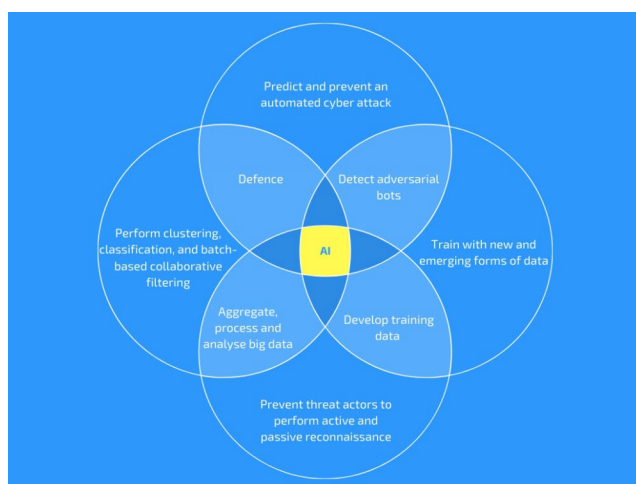 Predict and prevent an
automated cyber attack
Defence
Detect adversarial
bots
Perform clustering,
classification, and batch-
based collaborative
filtering
AI
Train with new and
emerging forms of data
Aggregate,
process and
analyse big data
Develop training
data
Prevent threat actors to
perform active and
passive reconnaissance